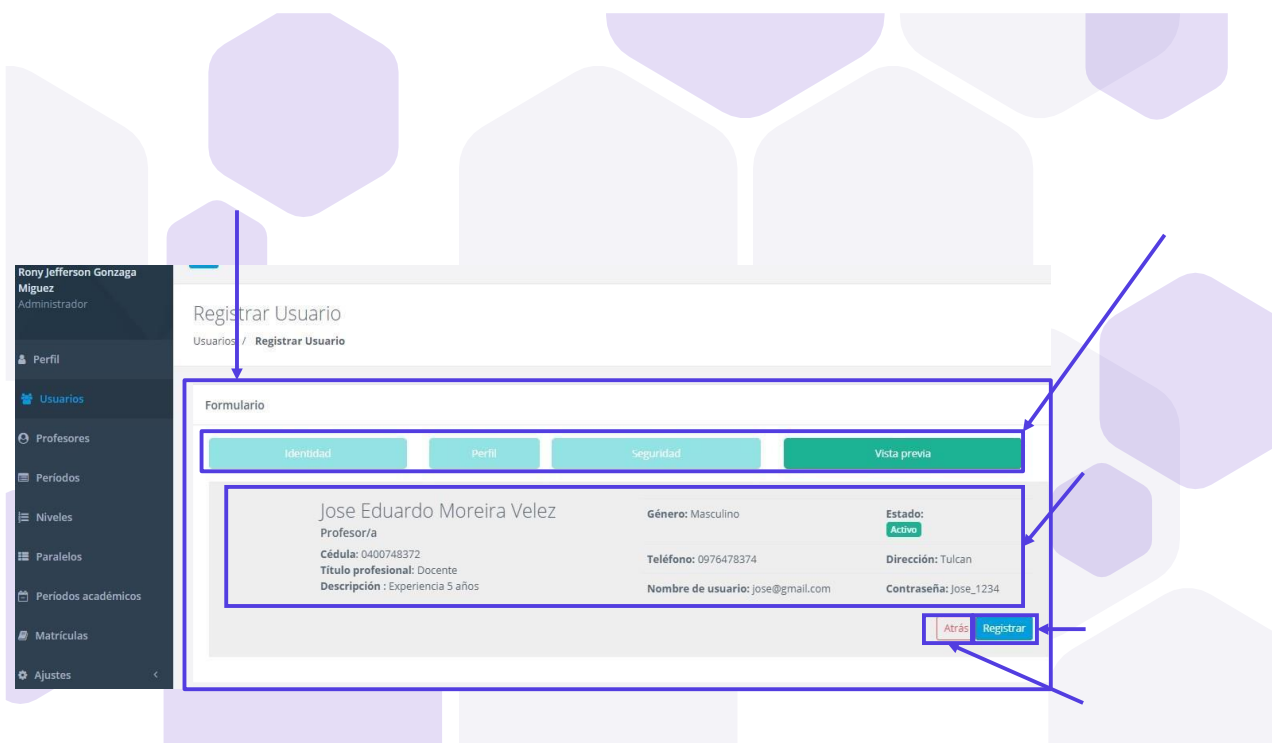 Rony Jefferson Gonzaga
Miguez
Administrador
Perfil
Usuarios
Profesores
Períodos
Niveles
Paralelos
Períodos académicos
Matrículas
Ajustes
Registrar Usuario
Usuarios / Registrar Usuario
Formulario
Identidad Perfil Seguridad Vista previa
Jose Eduardo Moreira Velez
Profesor/a
Cédula: 0400748372
Título profesional: Docente
Descripción : Experiencia 5 años
Género: Masculino
Estado:
Activo
Teléfono: 0976478374
Dirección: Tulcan
Nombre de usuario: jose@gmail.com
Contraseña: Jose_1234
Atrás Registrar